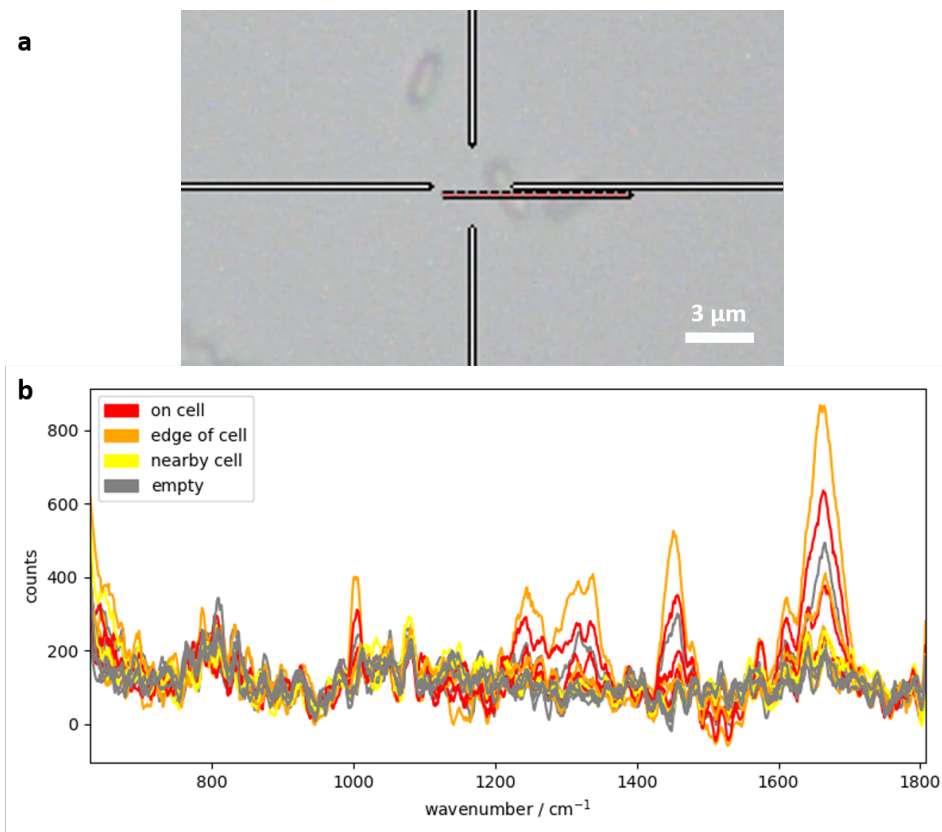 a
3 µm
b
on cell
edge of cell
nearby cell
empty
800
600
400
200
0
counts
800
1000
1200
1400
1600
1800
wavenumber / cm⁻¹